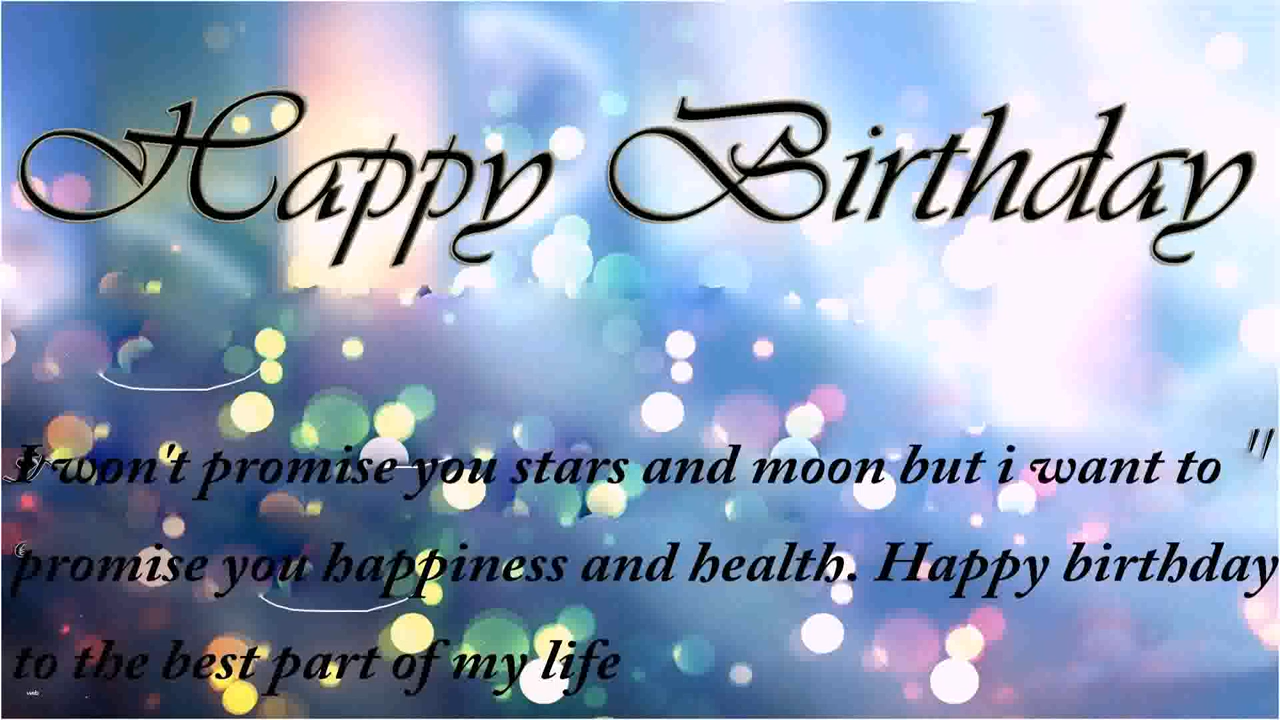 Happy Birthday
I won't promise you stars and moon but i want to "
promise you happiness and health. Happy birthday
to the best part of my life
web